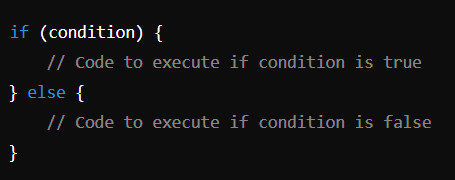 if (condition) {
    // Code to execute if condition is true
} else {
    // Code to execute if condition is false
}